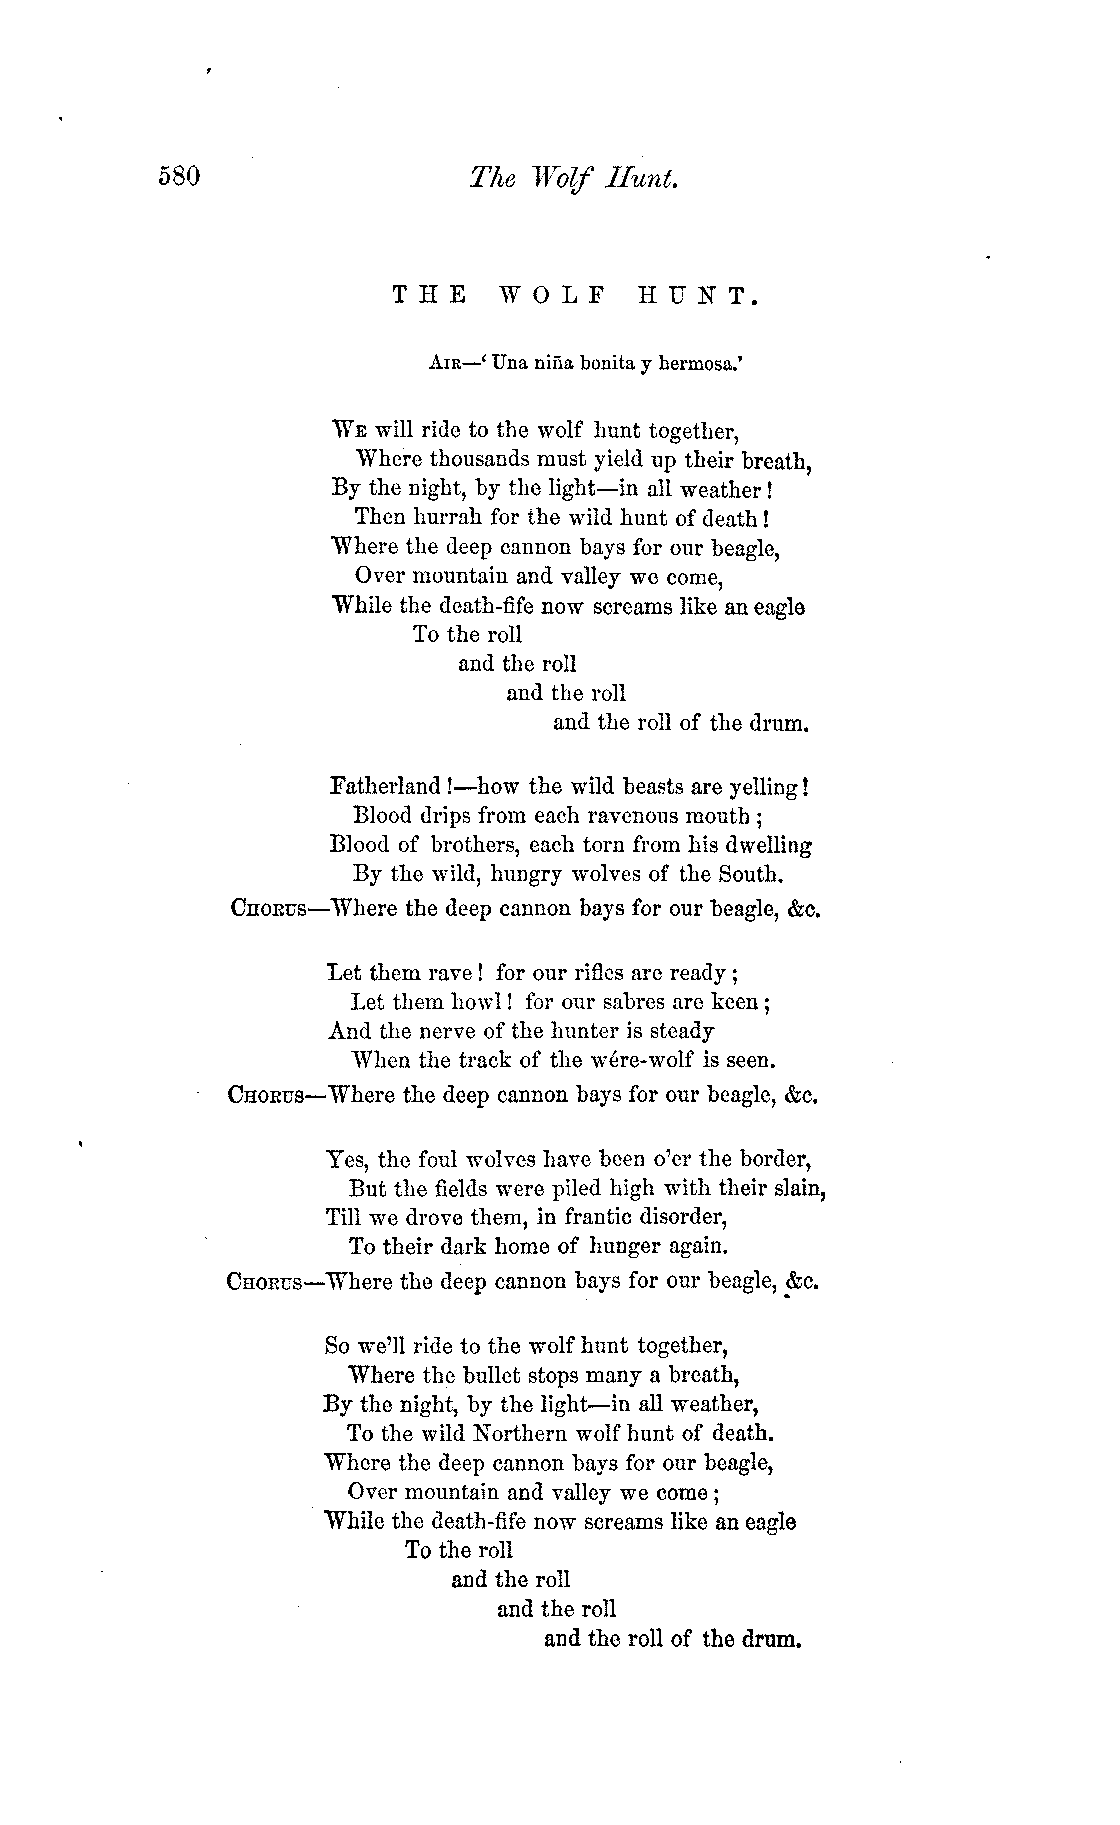 580
The Wolf Hunt.
THE WOLF HUNT.
AIR—‘Una niña bonita y hermosa.’
WE will ride to the wolf hunt together,
Where thousands must yield up their breath,
By the night, by the light—in all weather!
Then hurrah for the wild hunt of death!
Where the deep cannon bays for our beagle,
Over mountain and valley we come,
While the death-fife now screams like an eagle
To the roll
and the roll
and the roll
and the roll of the drum.
Fatherland!—how the wild beasts are yelling!
Blood drips from each ravenous mouth;
Blood of brothers, each torn from his dwelling
By the wild, hungry wolves of the South.
CHORUS—Where the deep cannon bays for our beagle, &c.
Let them rave! for our rifles are ready;
Let them howl! for our sabres are keen;
And the nerve of the hunter is steady
When the track of the wére-wolf is seen.
CHORUS—Where the deep cannon bays for our beagle, &c.
Yes, the foul wolves have been o’er the border,
But the fields were piled high with their slain,
Till we drove them, in frantic disorder,
To their dark home of hunger again.
CHORUS—Where the deep cannon bays for our beagle, &c.
So we’ll ride to the wolf hunt together,
Where the bullet stops many a breath,
By the night, by the light—in all weather,
To the wild Northern wolf hunt of death.
Where the deep cannon bays for our beagle,
Over mountain and valley we come;
While the death-fife now screams like an eagle
To the roll
and the roll
and the roll
and the roll of the drum.